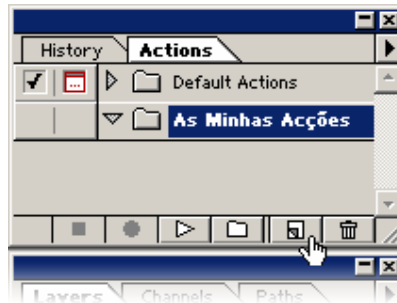 History Actions
Default Actions
As Minhas Acções
Layers Channels Paths